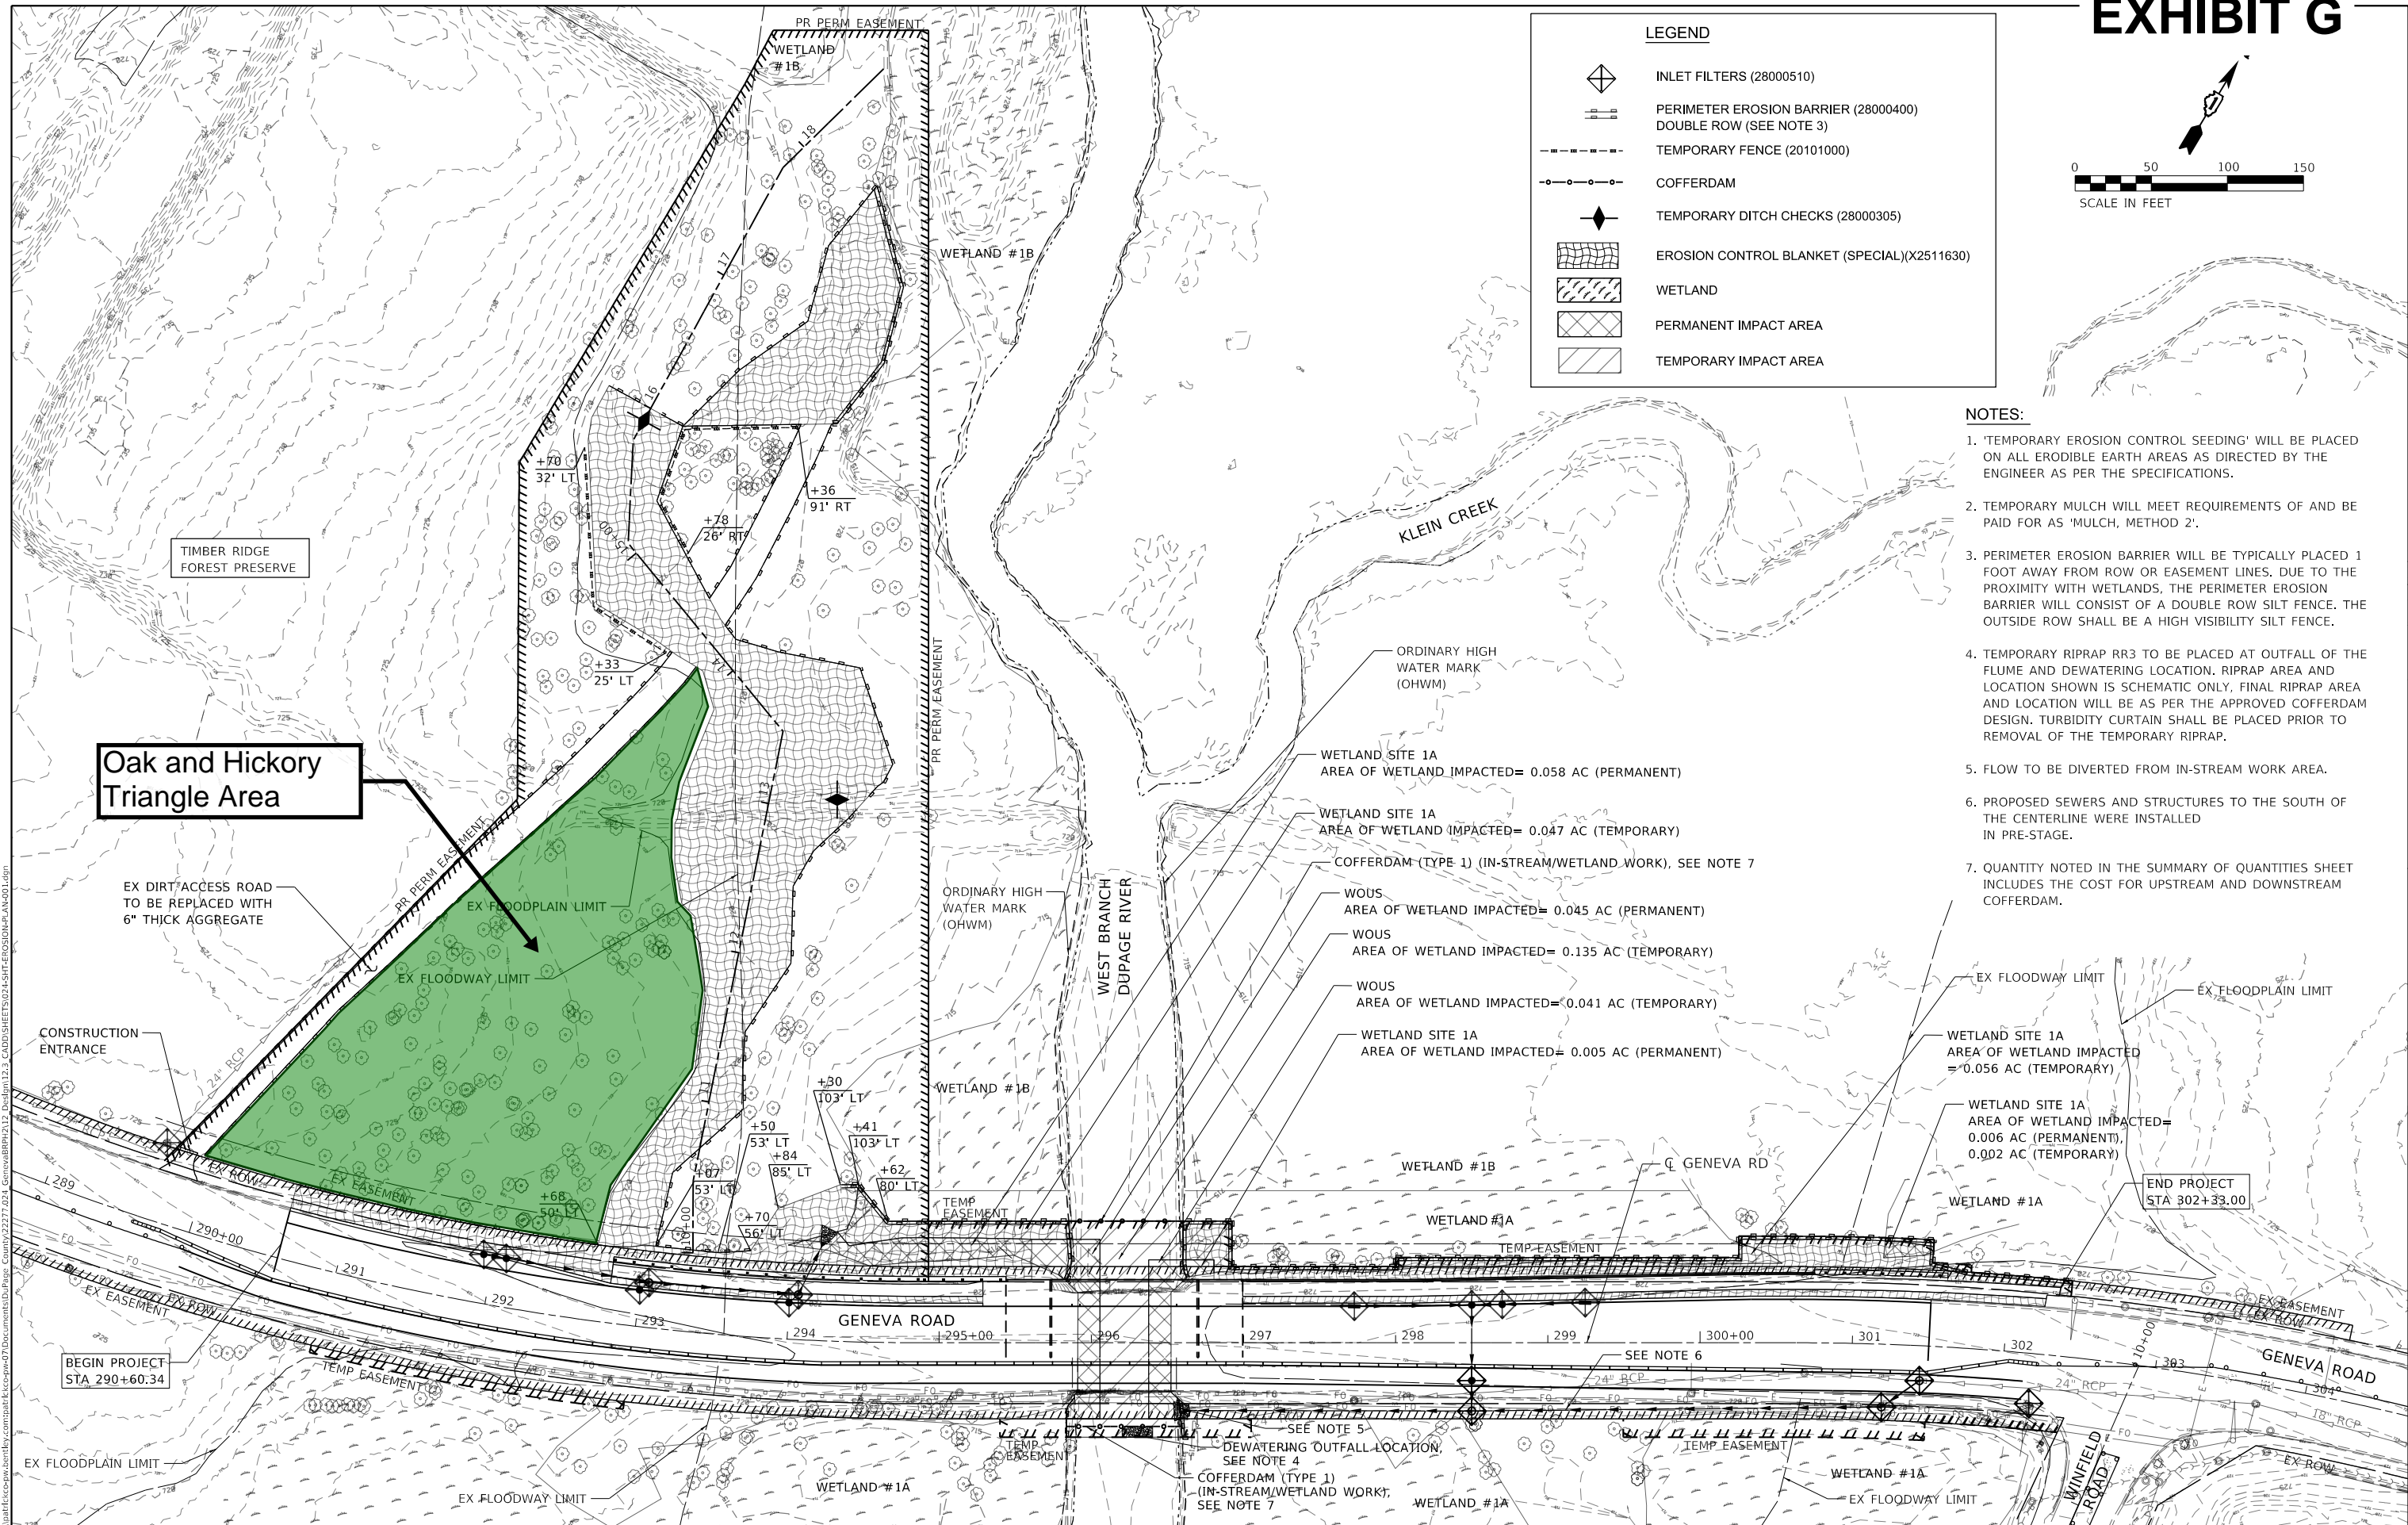 EXHIBIT G
PR PERM EASEMENT
WETLAND
#1B
LEGEND
INLET FILTERS (28000510)
PERIMETER EROSION BARRIER (28000400)
DOUBLE ROW (SEE NOTE 3)
TEMPORARY FENCE (20101000)
COFFERDAM
TEMPORARY DITCH CHECKS (28000305)
EROSION CONTROL BLANKET (SPECIAL)(X2511630)
WETLAND
PERMANENT IMPACT AREA
TEMPORARY IMPACT AREA
0 50 100 150
SCALE IN FEET
NOTES:
1. 'TEMPORARY EROSION CONTROL SEEDING' WILL BE PLACED
ON ALL ERODIBLE EARTH AREAS AS DIRECTED BY THE
ENGINEER AS PER THE SPECIFICATIONS.
2. TEMPORARY MULCH WILL MEET REQUIREMENTS OF AND BE
PAID FOR AS 'MULCH, METHOD 2'.
3. PERIMETER EROSION BARRIER WILL BE TYPICALLY PLACED 1
FOOT AWAY FROM ROW OR EASEMENT LINES. DUE TO THE
PROXIMITY WITH WETLANDS, THE PERIMETER EROSION
BARRIER WILL CONSIST OF A DOUBLE ROW SILT FENCE. THE
OUTSIDE ROW SHALL BE A HIGH VISIBILITY SILT FENCE.
4. TEMPORARY RIPRAP RR3 TO BE PLACED AT OUTFALL OF THE
FLUME AND DEWATERING LOCATION. RIPRAP AREA AND
LOCATION SHOWN IS SCHEMATIC ONLY, FINAL RIPRAP AREA
AND LOCATION WILL BE AS PER THE APPROVED COFFERDAM
DESIGN. TURBIDITY CURTAIN SHALL BE PLACED PRIOR TO
REMOVAL OF THE TEMPORARY RIPRAP.
5. FLOW TO BE DIVERTED FROM IN-STREAM WORK AREA.
6. PROPOSED SEWERS AND STRUCTURES TO THE SOUTH OF
THE CENTERLINE WERE INSTALLED
IN PRE-STAGE.
7. QUANTITY NOTED IN THE SUMMARY OF QUANTITIES SHEET
INCLUDES THE COST FOR UPSTREAM AND DOWNSTREAM
COFFERDAM.
18
17
WETLAND #1B
16
+70
32' LT
+36
91' RT
+78
26' RT
15+00
KLEIN CREEK
TIMBER RIDGE
FOREST PRESERVE
+33
25' LT
14
PR PERM EASEMENT
ORDINARY HIGH
WATER MARK
(OHWM)
Oak and Hickory
Triangle Area
PR PERM EASEMENT
13
WETLAND SITE 1A
AREA OF WETLAND IMPACTED= 0.058 AC (PERMANENT)
WETLAND SITE 1A
AREA OF WETLAND IMPACTED= 0.047 AC (TEMPORARY)
COFFERDAM (TYPE 1) (IN-STREAM/WETLAND WORK), SEE NOTE 7
WOUS
AREA OF WETLAND IMPACTED= 0.045 AC (PERMANENT)
WOUS
AREA OF WETLAND IMPACTED= 0.135 AC (TEMPORARY)
WOUS
AREA OF WETLAND IMPACTED= 0.041 AC (TEMPORARY)
WETLAND SITE 1A
AREA OF WETLAND IMPACTED= 0.005 AC (PERMANENT)
EX DIRT ACCESS ROAD
TO BE REPLACED WITH
6" THICK AGGREGATE
EX FLOODPLAIN LIMIT
12
EX FLOODWAY LIMIT
ORDINARY HIGH
WATER MARK
(OHWM)
WEST BRANCH
DUPAGE RIVER
EX FLOODWAY LIMIT
EX FLOODPLAIN LIMIT
WETLAND SITE 1A
AREA OF WETLAND IMPACTED
= 0.056 AC (TEMPORARY)
WETLAND SITE 1A
AREA OF WETLAND IMPACTED=
0.006 AC (PERMANENT),
0.002 AC (TEMPORARY)
CONSTRUCTION
ENTRANCE
24" RCP
11
WETLAND #1B
+30
103' LT
+50
53' LT
+41
103' LT
+84
85' LT
+62
80' LT
+07
53' LT
+70
56' LT
+68
50' LT
10+00
EX ROW
EX EASEMENT
TEMP
EASEMENT
WETLAND #1B
℄ GENEVA RD
WETLAND #1A
TEMP EASEMENT
WETLAND #1A
END PROJECT
STA 302+33.00
289
290+00
291
292
293
294
295+00
296
297
298
299
300+00
301
302
303
304
GENEVA ROAD
EX EASEMENT
EX ROW
GENEVA ROAD
EX EASEMENT
EX ROW
BEGIN PROJECT
STA 290+60.34
TEMP EASEMENT
SEE NOTE 6
24" RCP
24" RCP
18" RCP
10+00
SEE NOTE 5
DEWATERING OUTFALL LOCATION,
SEE NOTE 4
COFFERDAM (TYPE 1)
(IN-STREAM/WETLAND WORK),
SEE NOTE 7
TEMP
EASEMENT
TEMP EASEMENT
EX FLOODPLAIN LIMIT
EX FLOODWAY LIMIT
WETLAND #1A
WETLAND #1A
WETLAND #1A
EX FLOODWAY LIMIT
WINFIELD
ROAD
EX ROW